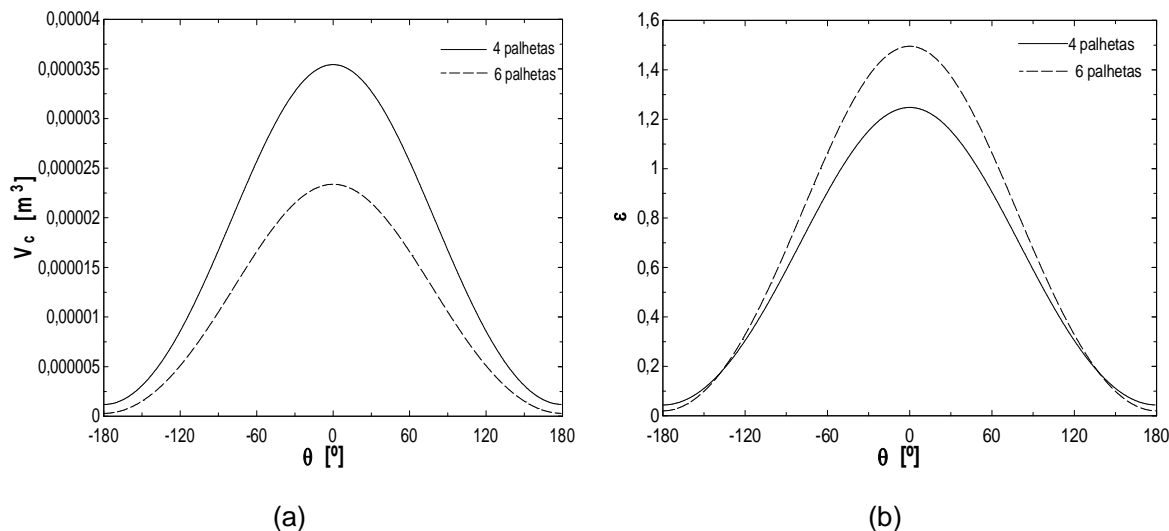 0,00004
0,000035
0,00003
0,000025
0,00002
0,000015
0,00001
0,000005
0
V c [m 3]
4 palhetas
6 palhetas
-180 -120 -60 0 60 120 180
θ [º]
(a)
1,6
1,4
1,2
1
0,8
0,6
0,4
0,2
0
ε
4 palhetas
6 palhetas
-180 -120 -60 0 60 120 180
θ [º]
(b)